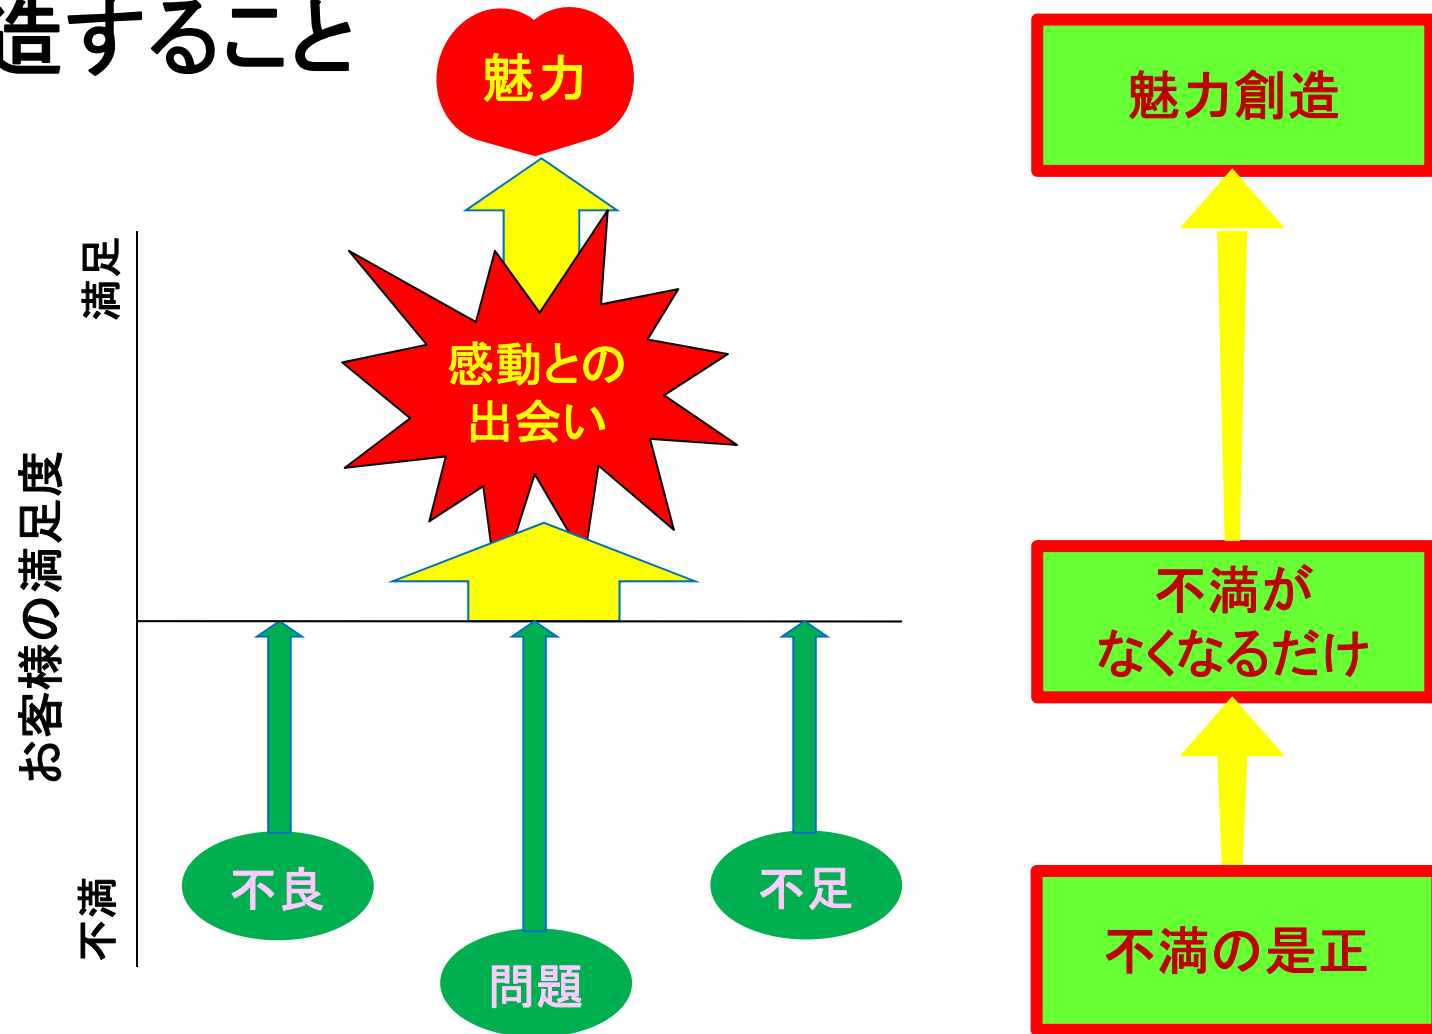 造すること
魅力
魅力創造
満足
感動との
出会い
お客様の満足度
不満が
なくなるだけ
不良
不足
不満
問題
不満の是正